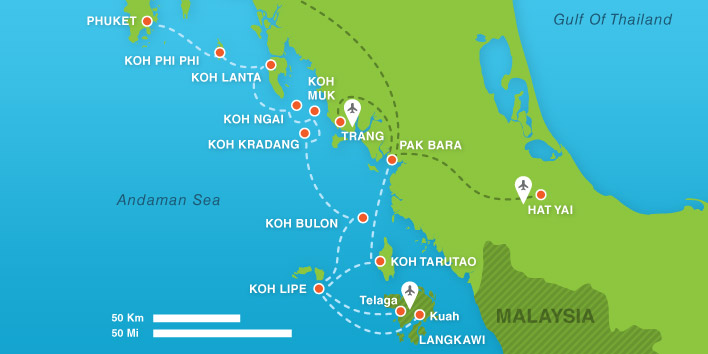 Gulf Of Thailand
PHUKET
KOH PHI PHI
KOH LANTA
KOH
MUK
KOH NGAI
TRANG
KOH KRADANG
PAK BARA
Andaman Sea
HAT YAI
KOH BULON
KOH TARUTAO
KOH LIPE
Telaga
Kuah
MALAYSIA
LANGKAWI
50 Km
50 Mi